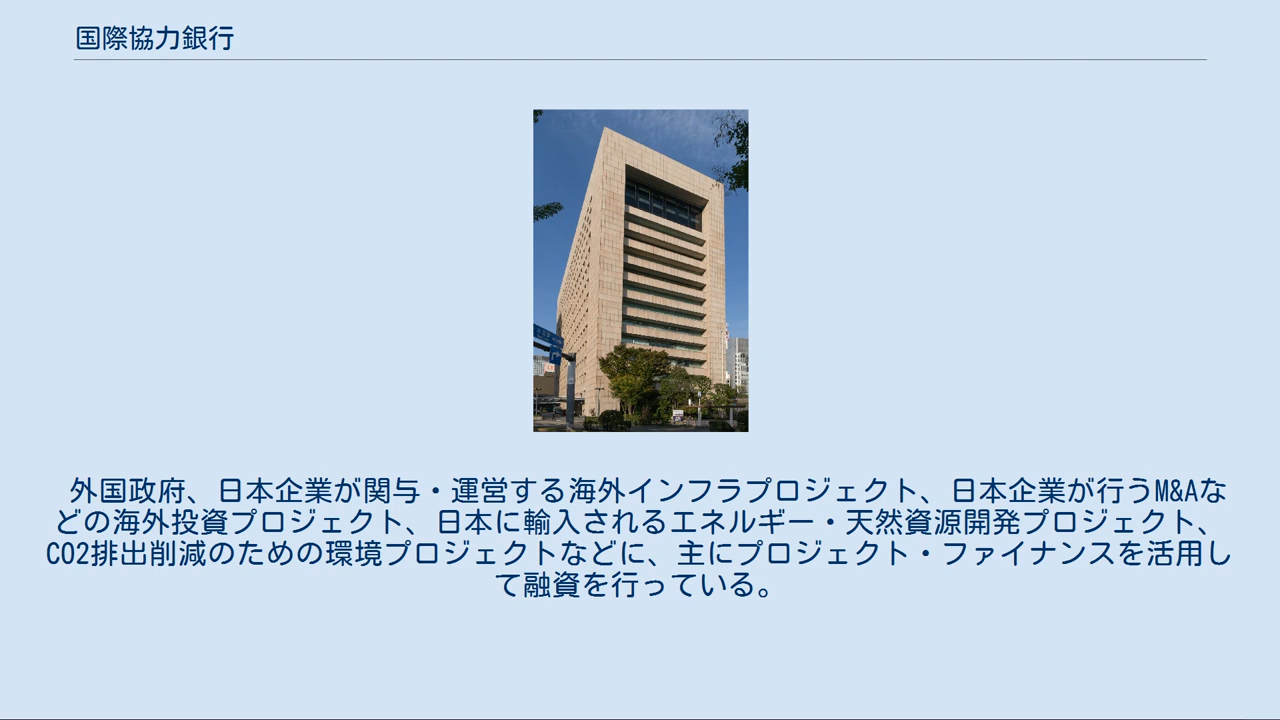 国際協力銀行
外国政府、日本企業が関与・運営する海外インフラプロジェクト、日本企業が行うM&Aな
どの海外投資プロジェクト、日本に輸入されるエネルギー・天然資源開発プロジェクト、
CO2排出削減のための環境プロジェクトなどに、主にプロジェクト・ファイナンスを活用し
て融資を行っている。